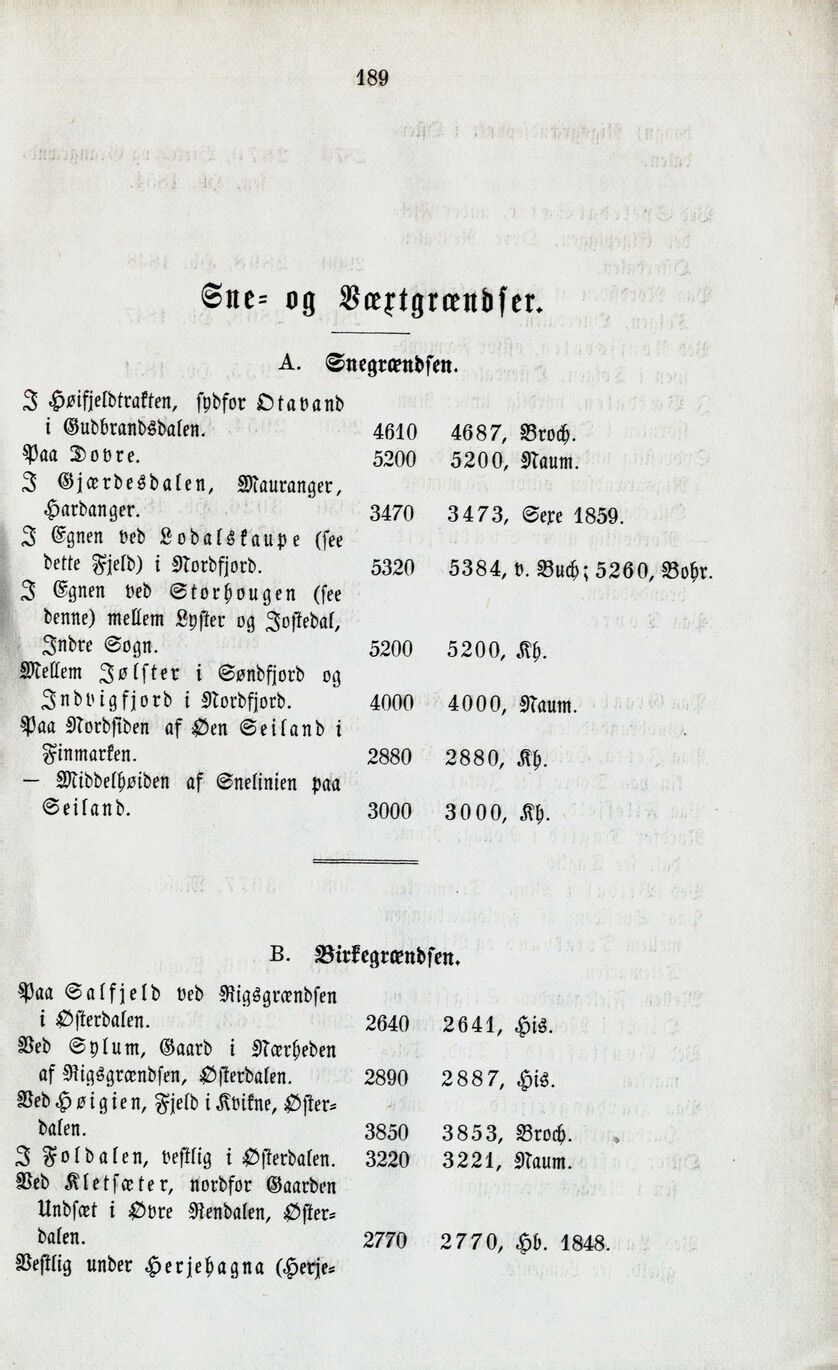 189
Sne= og Væxtgrændser.
A. Snegrændsen.
I Høifjeldtrakten, sydfor Otavand
i Gudbrandsdalen. 4610 4687, Broch.
Paa Dovre. 5200 5200, Naum.
I Gjærdesdalen, Mauranger,
Hardanger. 3470 3473, Sexe 1859.
I Egnen ved Lodalskaupe (see
dette Fjeld) i Nordfjord. 5320 5384, v. Buch; 5260, Bohr.
I Egnen ved Storhougen (see
denne) mellem Lyster og Jostedal,
Indre Sogn. 5200 5200, Kh.
Mellem Jølster i Søndfjord og
Indvigfjord i Nordfjord. 4000 4000, Naum.
Paa Nordsiden af Øen Seiland i
Finmarken. 2880 2880, Kh.
— Middelhøiden af Snelinien paa
Seiland. 3000 3000, Kh.
B. Birkegrændsen.
Paa Salfjeld ved Rigsgrændsen
i Østerdalen. 2640 2641, His.
Ved Sylum, Gaard i Nærheden
af Rigsgrændsen, Østerdalen. 2890 2887, His.
Ved Høigien, Fjeld i Kvikne, Øster=
dalen. 3850 3853, Broch.
I Foldalen, vestlig i Østerdalen. 3220 3221, Naum.
Ved Kletsæter, nordfor Gaarden
Undsæt i Øvre Rendalen, Øster=
dalen. 2770 2770, Hb. 1848.
Vestlig under Herjehagna (Herje=